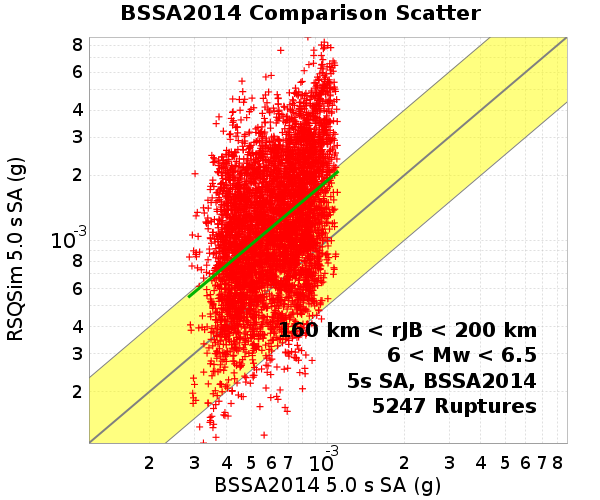 BSSA2014 Comparison Scatter
RSQSim 5.0 s SA (g)
8
6
4
3
2
10-3
8
6
4
3
2
160 km < rJB < 200 km
6 < Mw < 6.5
5s SA, BSSA2014
5247 Ruptures
2 3 4 5 6 7 10-3 2 3 4 5 6 7 8
BSSA2014 5.0 s SA (g)